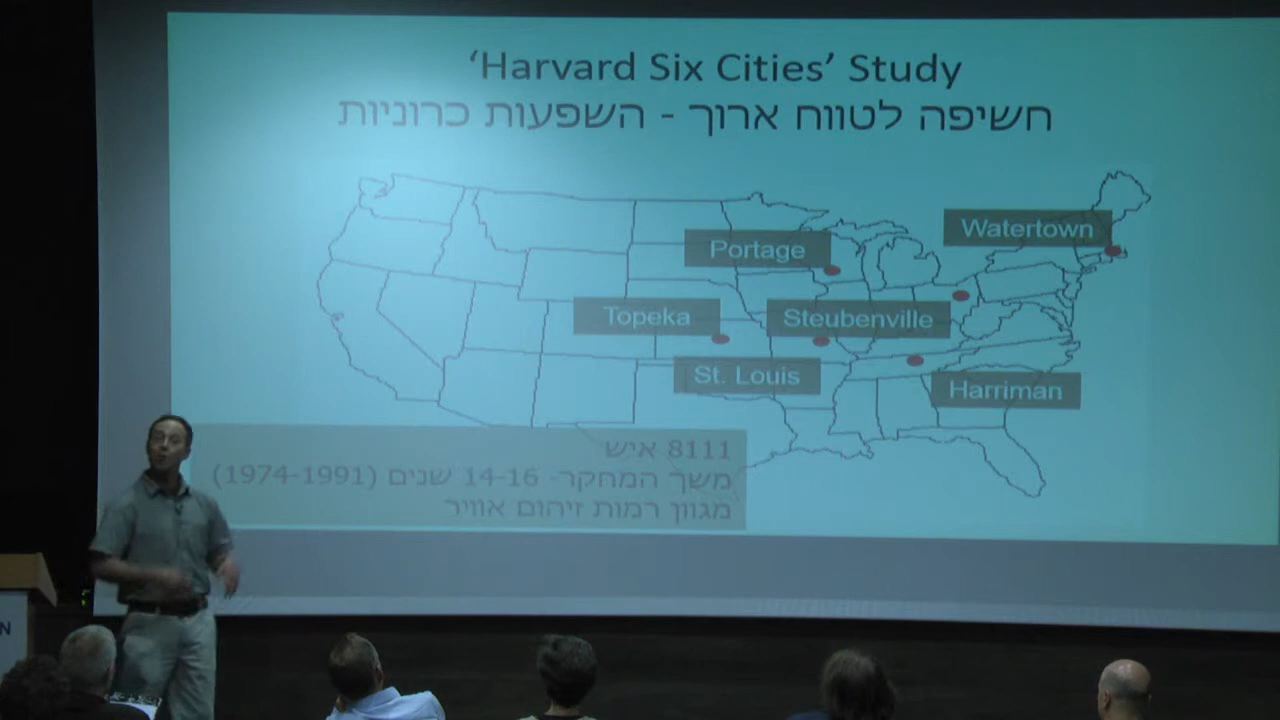 ‘Harvard Six Cities’ Study
חשיפה לטווח ארוך - השפעות כרוניות
Watertown
Portage
Topeka
Steubenville
St. Louis
Harriman
8111 איש
משך המחקר- 14-16 שנים (1974-1991)
מגוון רמות זיהום אוויר
N